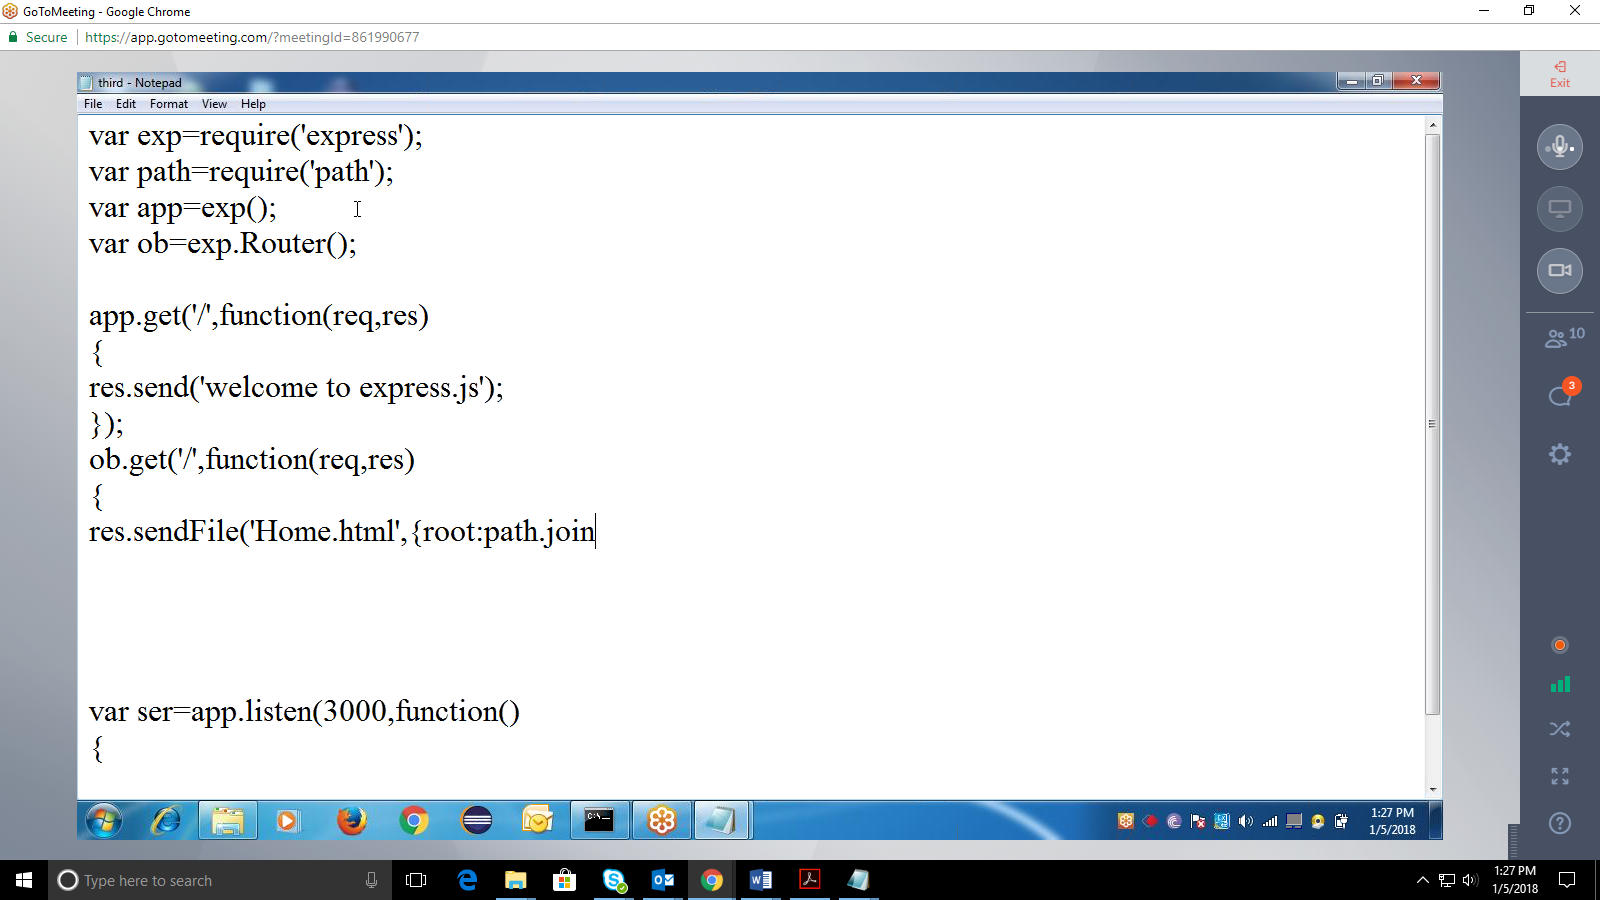 GoToMeeting - Google Chrome
Secure https://app.gotomeeting.com/?meetingId=861990677
third - Notepad
File Edit Format View Help
var exp=require('express');
var path=require('path');
var app=exp();
var ob=exp.Router();
app.get('/',function(req,res)
{
res.send('welcome to express.js');
});
ob.get('/',function(req,res)
{
res.sendFile('Home.html',{root:path.join
var ser=app.listen(3000,function()
{
Exit
10
3
C:\._
1:27 PM
1/5/2018
Type here to search
1:27 PM
1/5/2018